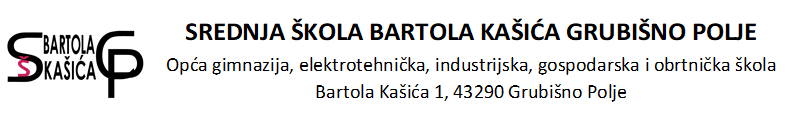 BARTOLA
KAŠIĆA
Š
S
GP
SREDNJA ŠKOLA BARTOLA KAŠIĆA GRUBIŠNO POLJE
Opća gimnazija, elektrotehnička, industrijska, gospodarska i obrtnička škola
Bartola Kašića 1, 43290 Grubišno Polje